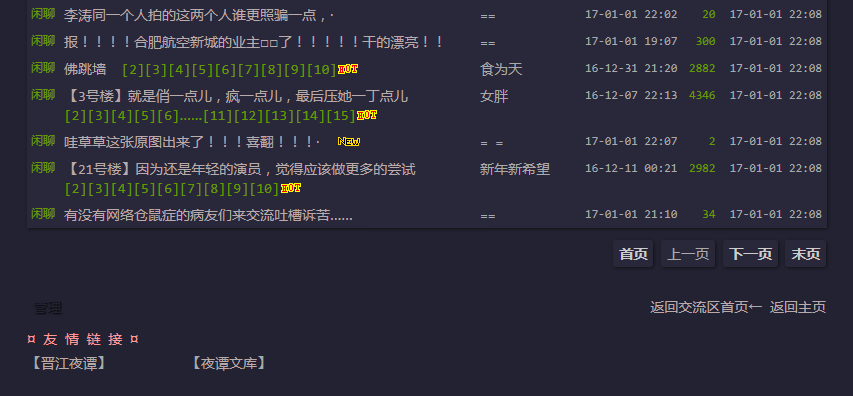 闲聊 李涛同一个人拍的这两个人谁更照骗一点,· == 17-01-01 22:02 20 17-01-01 22:08
闲聊 报！！！！合肥航空新城的业主□□了！！！！！干的漂亮！！ == 17-01-01 19:07 300 17-01-01 22:08
闲聊 佛跳墙 [2][3][4][5][6][7][8][9][10]HOT 食为天 16-12-31 21:20 2882 17-01-01 22:08
闲聊 【3号楼】就是俏一点儿，疯一点儿，最后压她一丁点儿 女胖 16-12-07 22:13 4346 17-01-01 22:08
[2][3][4][5][6]……[11][12][13][14][15]HOT
闲聊 哇草草这张原图出来了！！！喜翻！！！· New = = 17-01-01 22:07 2 17-01-01 22:08
闲聊 【21号楼】因为还是年轻的演员，觉得应该做更多的尝试 新年新希望 16-12-11 00:21 2982 17-01-01 22:08
[2][3][4][5][6][7][8][9][10]HOT
闲聊 有没有网络仓鼠症的病友们来交流吐槽诉苦…… == 17-01-01 21:10 34 17-01-01 22:08
首页 上一页 下一页 末页
管理 返回交流区首页← 返回主页
¤ 友 情 链 接 ¤
【晋江夜谭】 【夜谭文库】